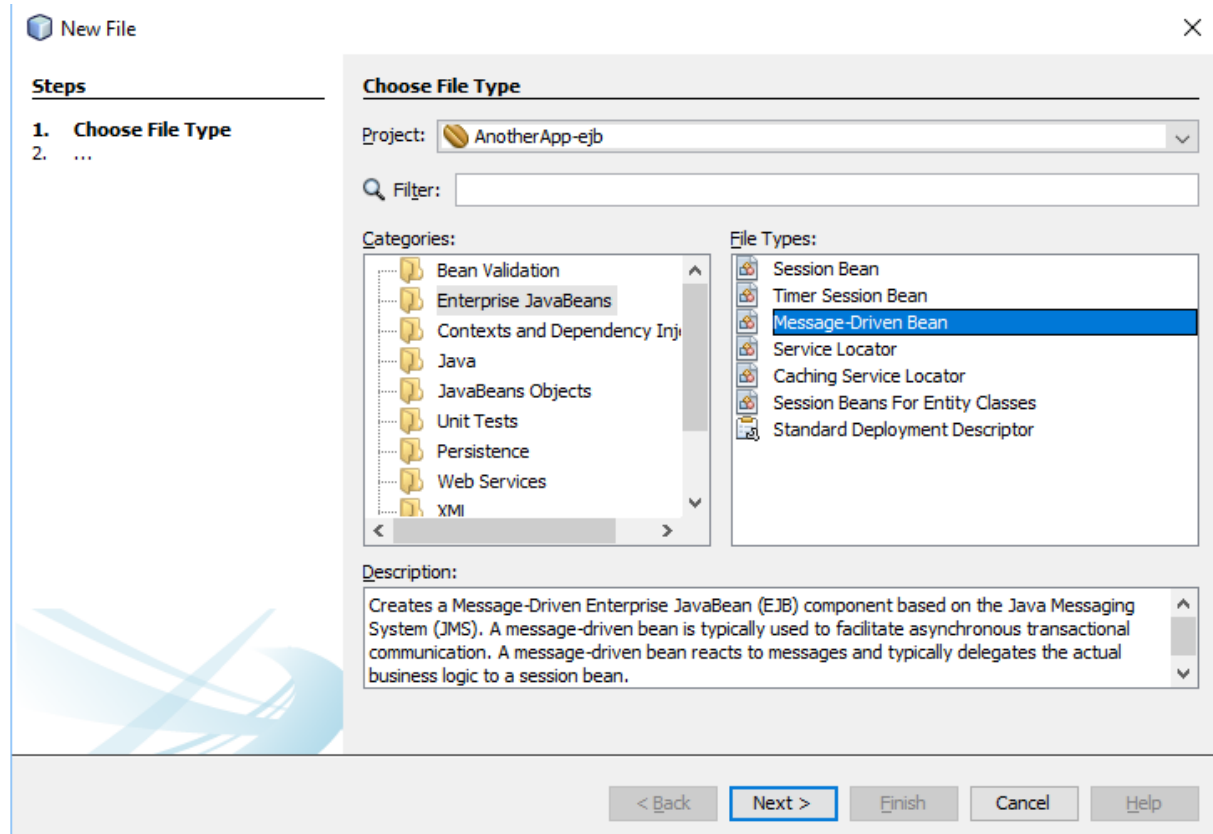 New File
Steps
1. Choose File Type
2. ...
Choose File Type
Project: AnotherApp-ejb
Filter:
Categories:
Bean Validation
Enterprise JavaBeans
Contexts and Dependency Inj
Java
JavaBeans Objects
Unit Tests
Persistence
Web Services
XML
File Types:
Session Bean
Timer Session Bean
Message-Driven Bean
Service Locator
Caching Service Locator
Session Beans For Entity Classes
Standard Deployment Descriptor
Description:
Creates a Message-Driven Enterprise JavaBean (EJB) component based on the Java Messaging
System (JMS). A message-driven bean is typically used to facilitate asynchronous transactional
communication. A message-driven bean reacts to messages and typically delegates the actual
business logic to a session bean.
< Back Next > Finish Cancel Help